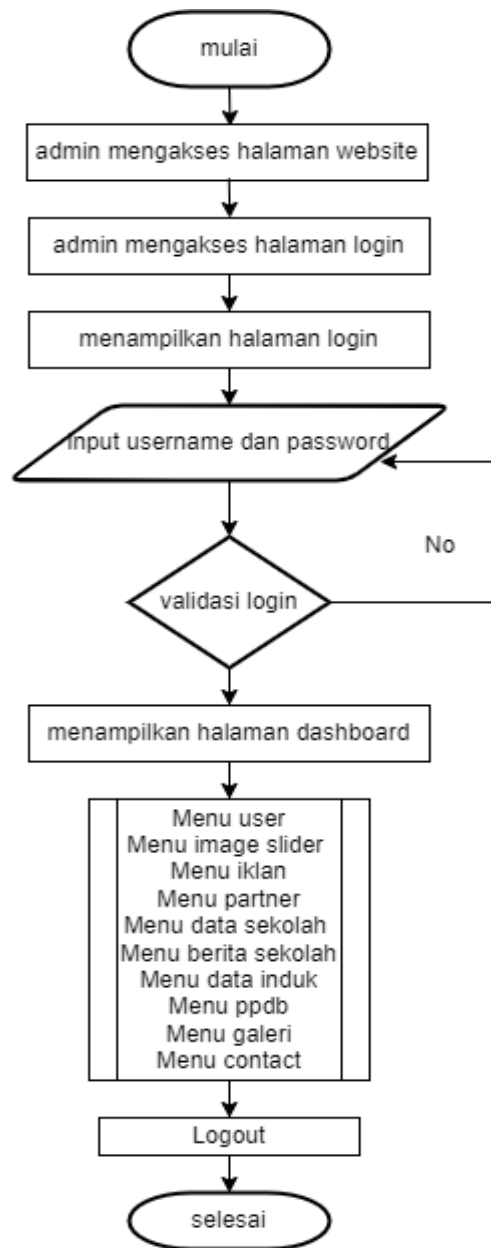 mulai
admin mengakses halaman website
admin mengakses halaman login
menampilkan halaman login
input username dan password
No
validasi login
menampilkan halaman dashboard
Menu user
Menu image slider
Menu iklan
Menu partner
Menu data sekolah
Menu berita sekolah
Menu data induk
Menu ppdb
Menu galeri
Menu contact
Logout
selesai